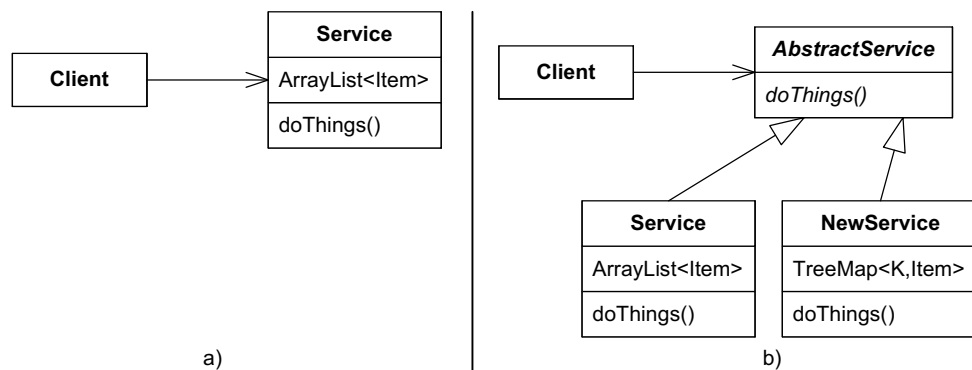 Client
Service
ArrayList<Item>
doThings()
a)
Client
AbstractService
doThings()
Service
ArrayList<Item>
doThings()
NewService
TreeMap<K,Item>
doThings()
b)